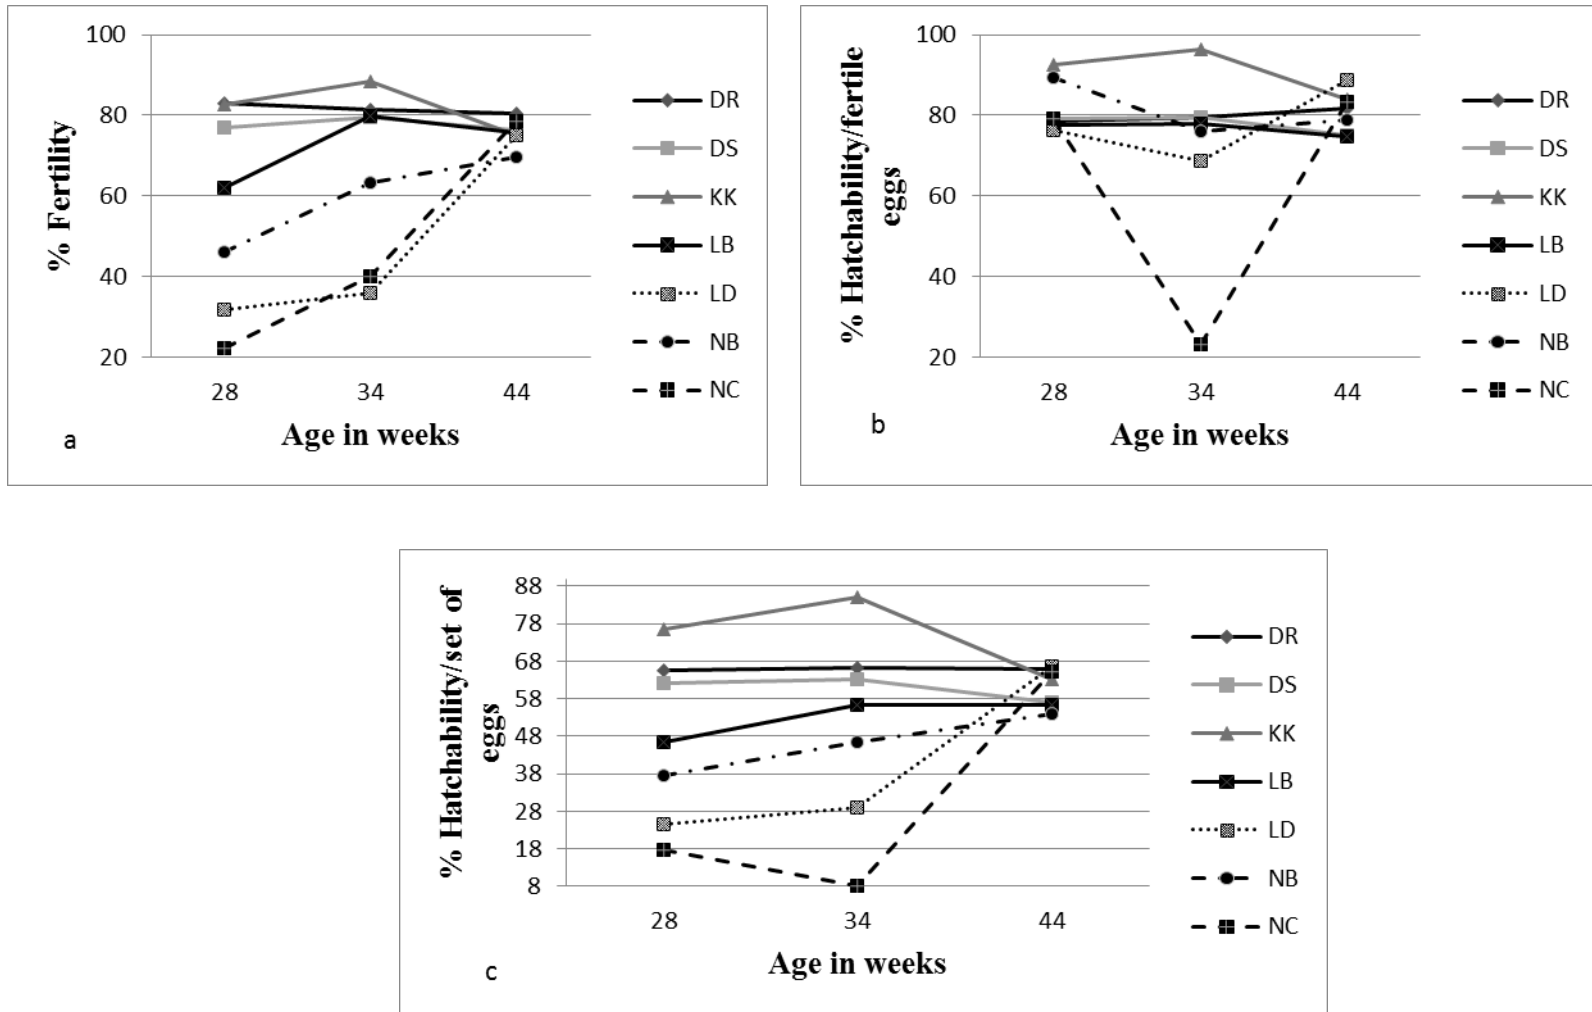 % Fertility
100
80
60
40
20
28 34 44
Age in weeks
a
DR
DS
KK
LB
LD
NB
NC
% Hatchability/fertile
eggs
100
80
60
40
20
28 34 44
Age in weeks
b
DR
DS
KK
LB
LD
NB
NC
% Hatchability/set of
eggs
88
78
68
58
48
38
28
18
8
28 34 44
Age in weeks
c
DR
DS
KK
LB
LD
NB
NC